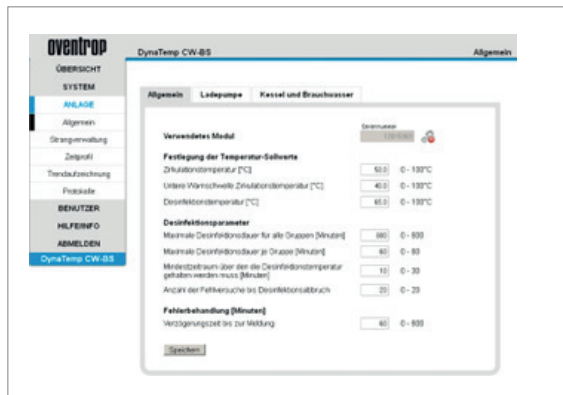 oventrop
DynaTemp CW-BS
Allgemein
ÜBERSICHT
SYSTEM
ANLAGE
Allgemein
Strangverwaltung
Zeitprofil
Trendaufzeichnung
Protokolle
BENUTZER
HILFE/INFO
ABMELDEN
DynaTemp CW-BS
Allgemein Ladepumpe Kessel und Brauchwasser
Seriennummer
Verwendetes Modul
Festlegung der Temperatur-Sollwerte
Zirkulationstemperatur [°C] 50.0 0 - 100°C
Untere Warnschwelle Zirkulationstemperatur [°C] 40.0 0 - 100°C
Desinfektionstemperatur [°C] 65.0 0 - 100°C
Desinfektionsparameter
Maximale Desinfektionsdauer für alle Gruppen [Minuten] 0 - 600
Maximale Desinfektionsdauer je Gruppe [Minuten] 60 0 - 60
Mindestzeitraum über den die Desinfektionstemperatur
gehalten werden muss [Minuten] 10 0 - 30
Anzahl der Fehlversuche bis Desinfektionsabbruch 20 0 - 20
Fehlerbehandlung [Minuten]
Verzögerungszeit bis zur Meldung 60 0 - 600
Speichern